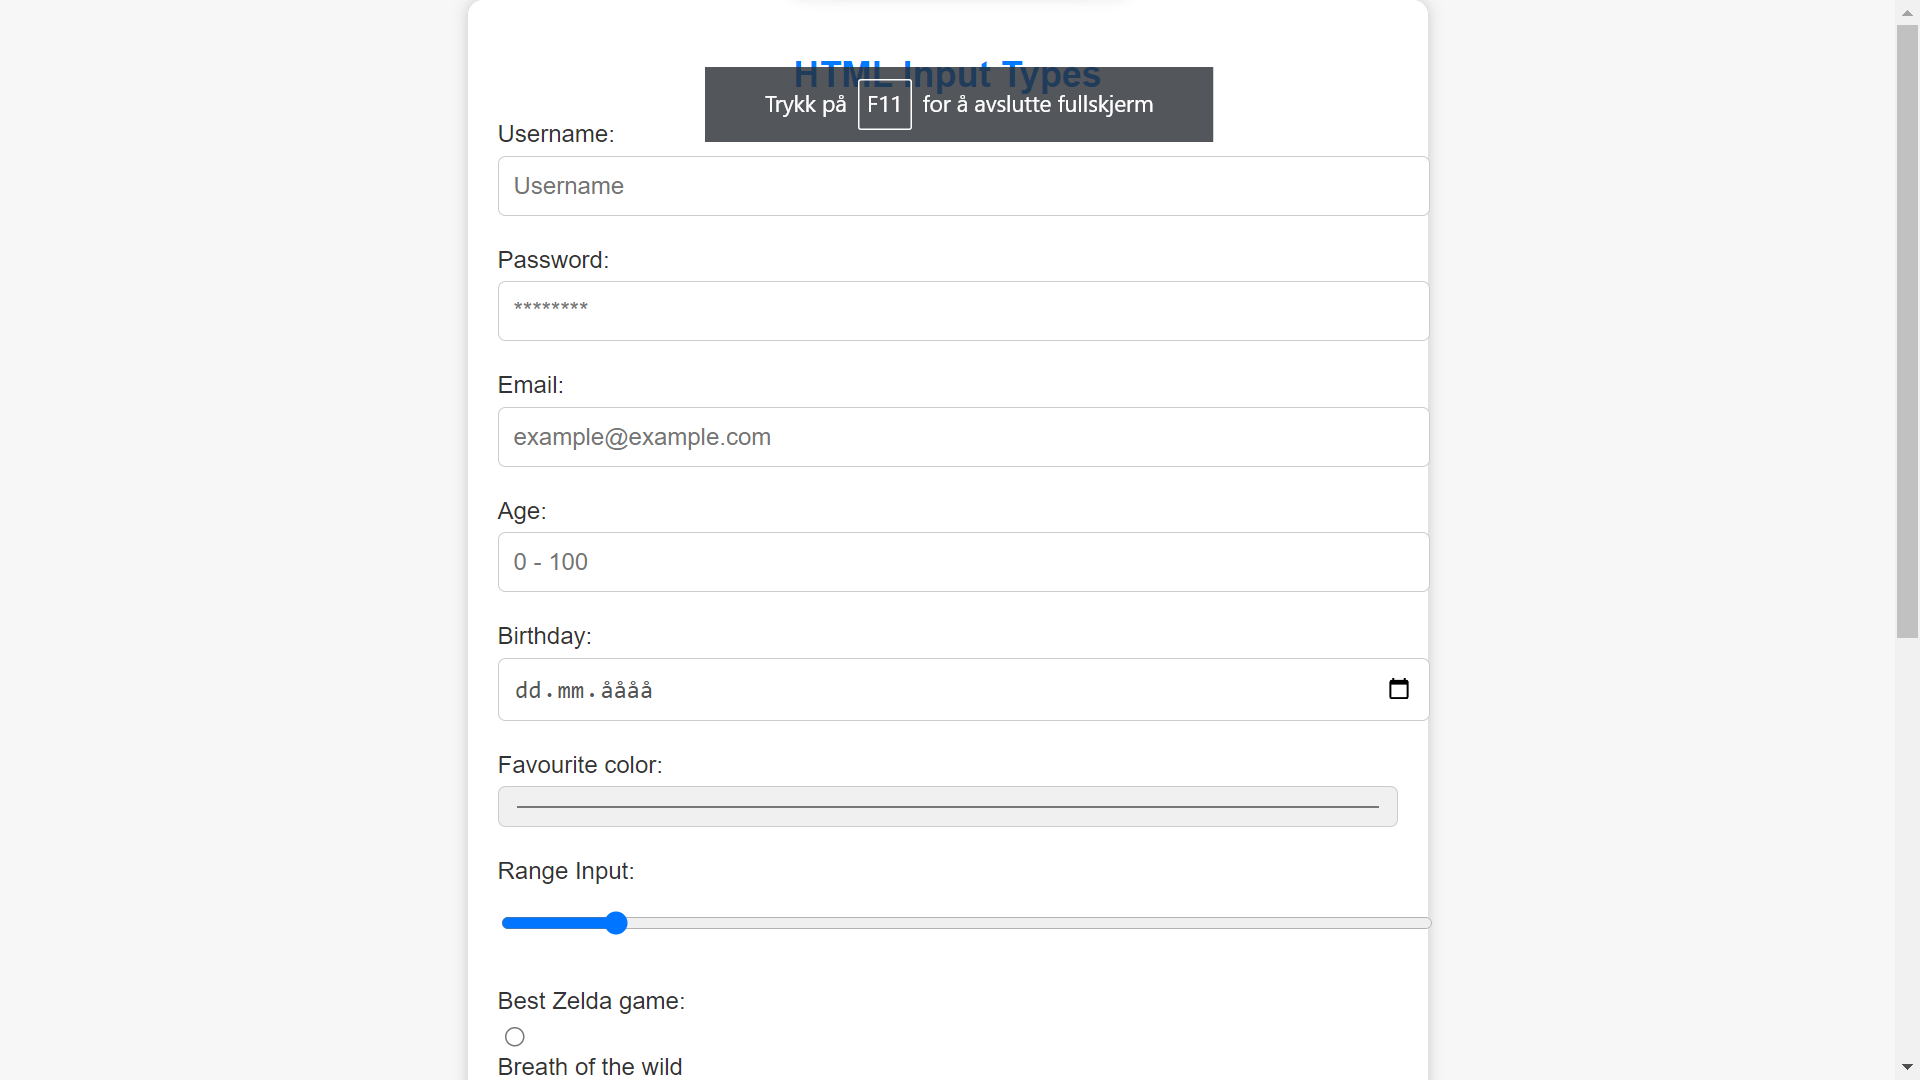 HTML Input Types
Trykk på F11 for å avslutte fullskjerm
Username:
Username
Password:
********
Email:
example@example.com
Age:
0 - 100
Birthday:
dd.mm.åååå
Favourite color:
Range Input:
Best Zelda game:
Breath of the wild